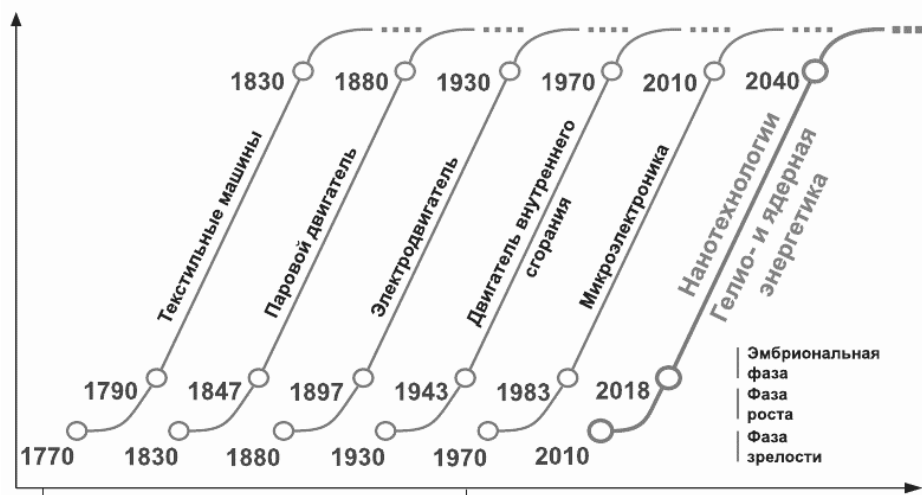 1830
1880
1930
1970
2010
2040
Текстильные машины
Паровой двигатель
Электродвигатель
Двигатель внутреннего
сгорания
Микроэлектроника
Нанотехнологии
Гелио- и ядерная
энергетика
1790
1847
1897
1943
1983
2018
1770
1830
1880
1930
1970
2010
Эмбриональная
фаза
Фаза
роста
Фаза
зрелости